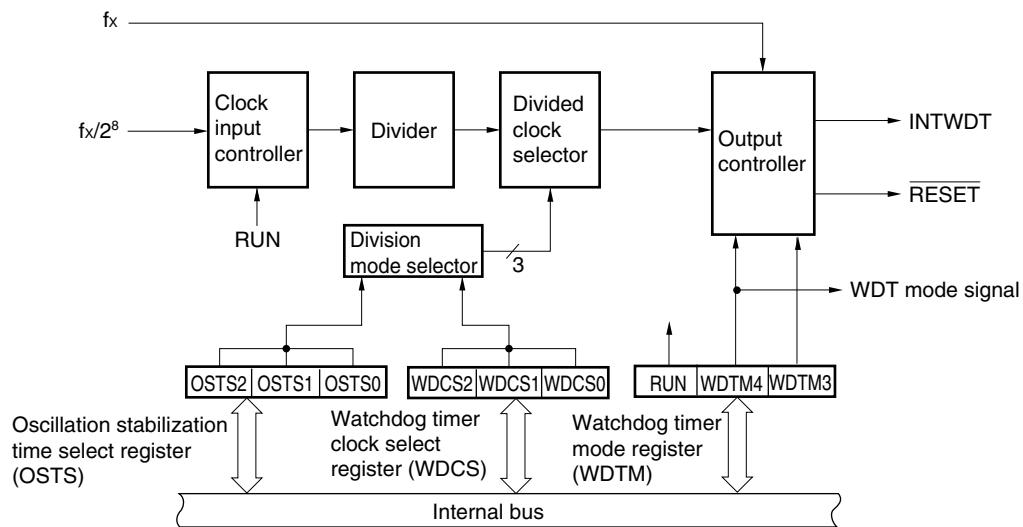 fX
fX/2⁸
Clock
input
controller
Divider
Divided
clock
selector
Output
controller
INTWDT
RESET
RUN
Division
mode selector
3
WDT mode signal
OSTS2 OSTS1 OSTS0
WDCS2 WDCS1 WDCS0
RUN WDTM4 WDTM3
Oscillation stabilization
time select register
(OSTS)
Watchdog timer
clock select
register (WDCS)
Watchdog timer
mode register
(WDTM)
Internal bus